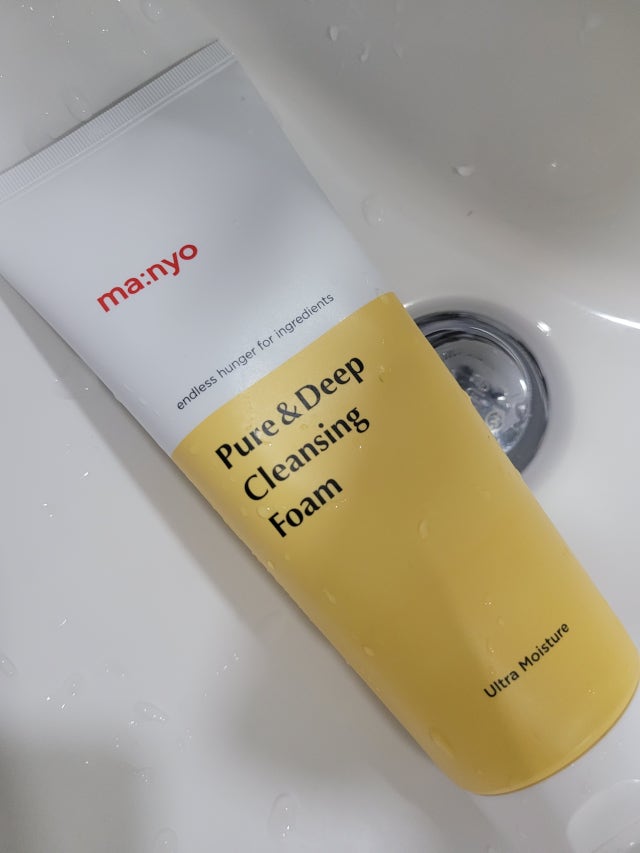 ma:nyo
endless hunger for ingredients
Pure & Deep
Cleansing
Foam
Ultra Moisture